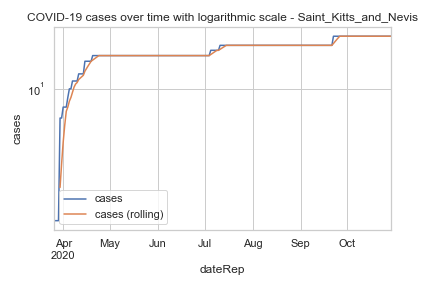 COVID-19 cases over time with logarithmic scale - Saint_Kitts_and_Nevis
cases
10¹
cases
cases (rolling)
Apr May Jun Jul Aug Sep Oct
2020
dateRep